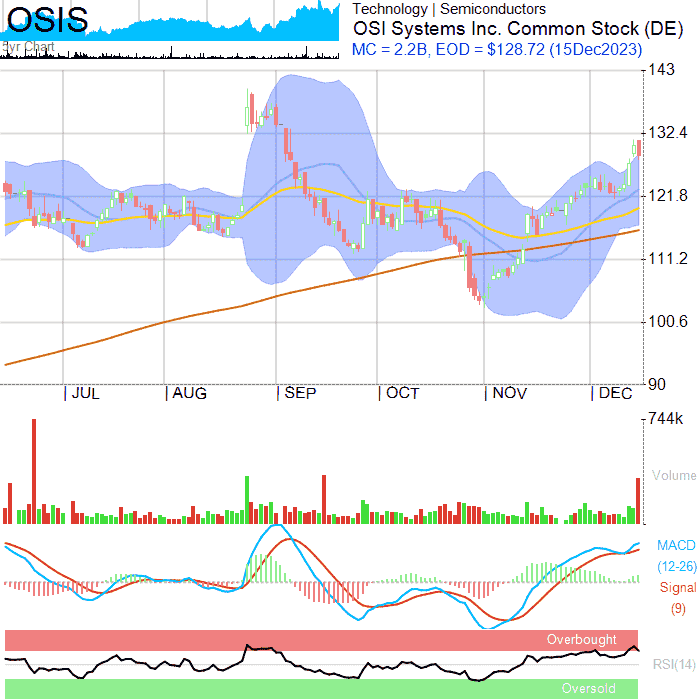 OSIS
5yr Chart
Technology | Semiconductors
OSI Systems Inc. Common Stock (DE)
MC = 2.2B, EOD = $128.72 (15Dec2023)
143
132.4
121.8
111.2
100.6
90
| JUL | AUG | SEP | OCT | NOV | DEC
744k
Volume
MACD
(12-26)
Signal
(9)
Overbought
RSI(14)
Oversold